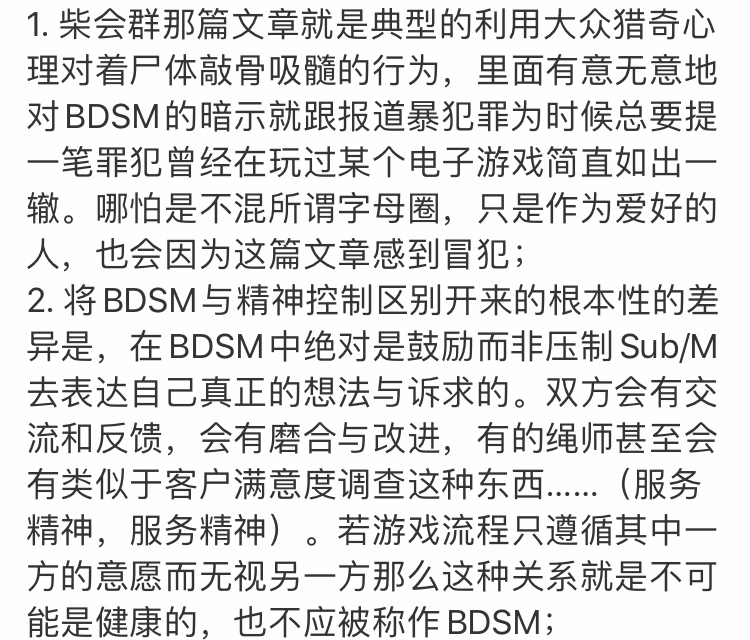 1. 柴会群那篇文章就是典型的利用大众猎奇心
理对着尸体敲骨吸髓的行为，里面有意无意地
对BDSM的暗示就跟报道暴犯罪为时候总要提
一笔罪犯曾经在玩过某个电子游戏简直如出一
辙。哪怕是不混所谓字母圈，只是作为爱好的
人，也会因为这篇文章感到冒犯；
2. 将BDSM与精神控制区别开来的根本性的差
异是，在BDSM中绝对是鼓励而非压制Sub/M
去表达自己真正的想法与诉求的。双方会有交
流和反馈，会有磨合与改进，有的绳师甚至会
有类似于客户满意度调查这种东西……（服务
精神，服务精神）。若游戏流程只遵循其中一
方的意愿而无视另一方那么这种关系就是不可
能是健康的，也不应被称作BDSM；